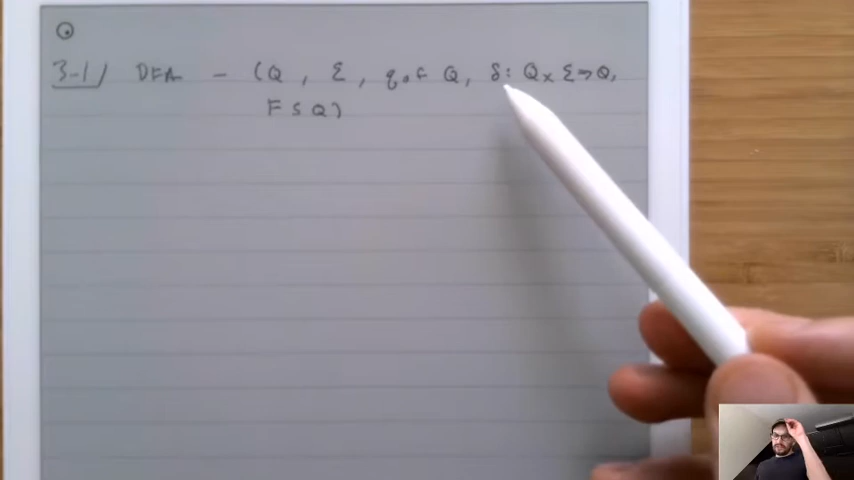 3-1/ DFA - (Q, Σ, q₀ ∈ Q, δ: Q × Σ → Q,
F ⊆ Q)